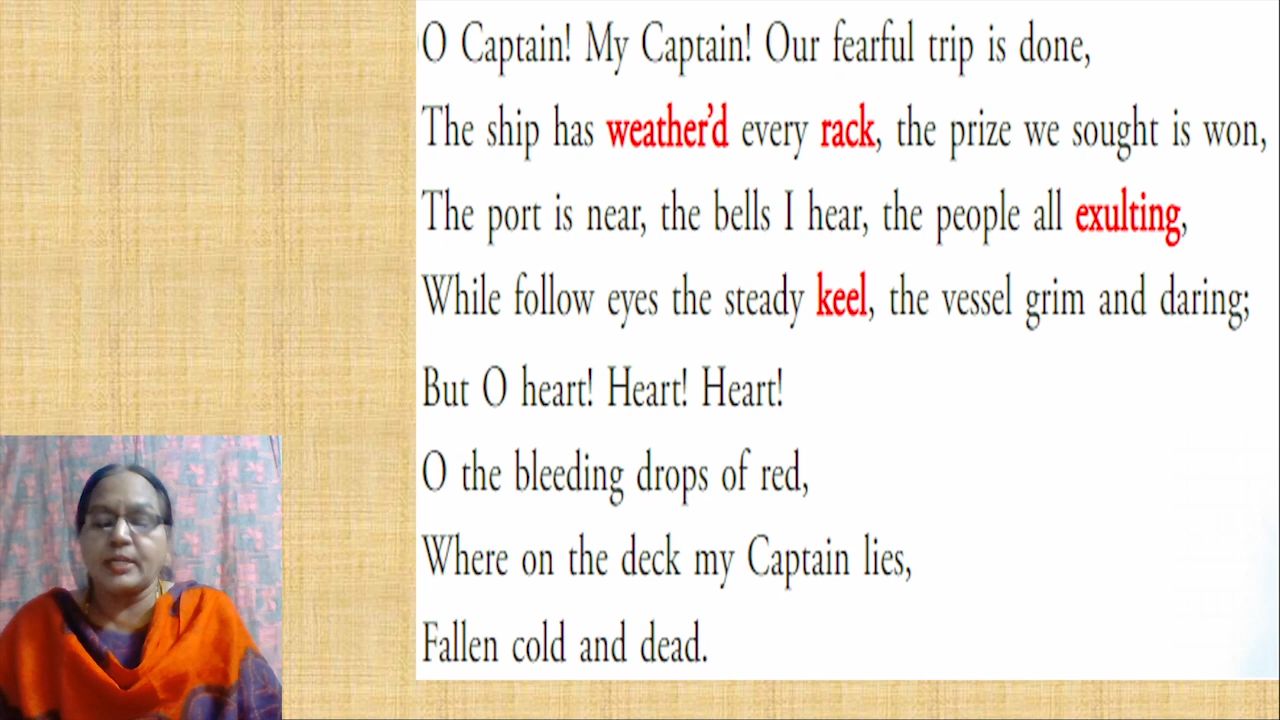 O Captain! My Captain! Our fearful trip is done,
The ship has weather’d every rack, the prize we sought is won,
The port is near, the bells I hear, the people all exulting,
While follow eyes the steady keel, the vessel grim and daring;
But O heart! Heart! Heart!
O the bleeding drops of red,
Where on the deck my Captain lies,
Fallen cold and dead.